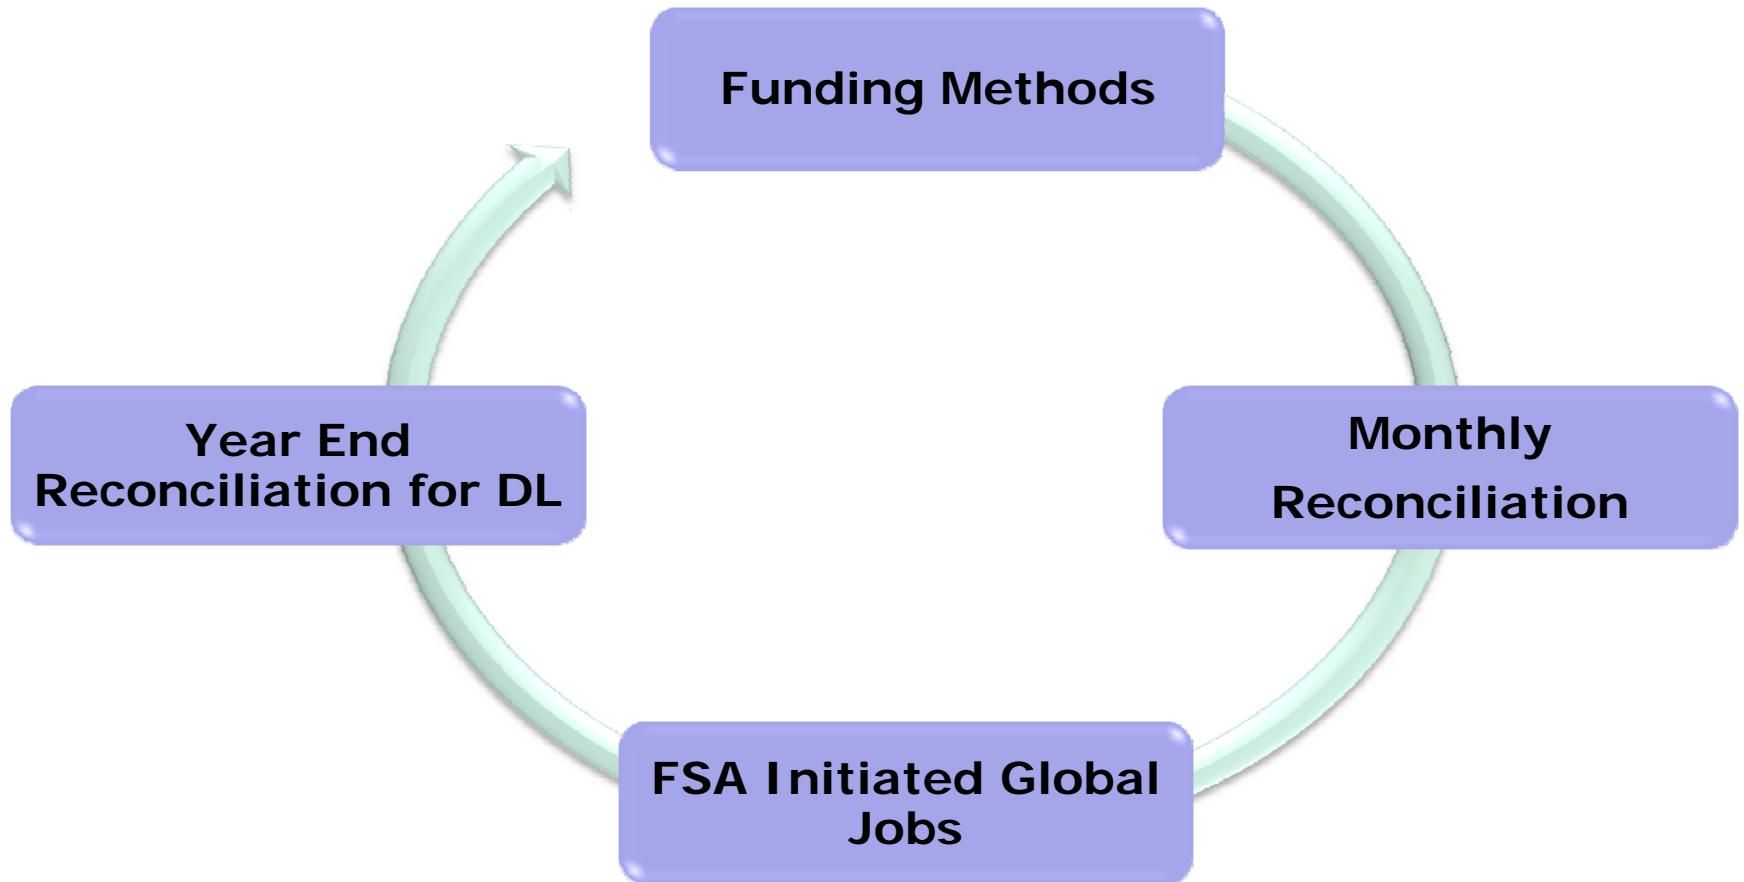 Funding Methods
Monthly
Reconciliation
FSA Initiated Global
Jobs
Year End
Reconciliation for DL